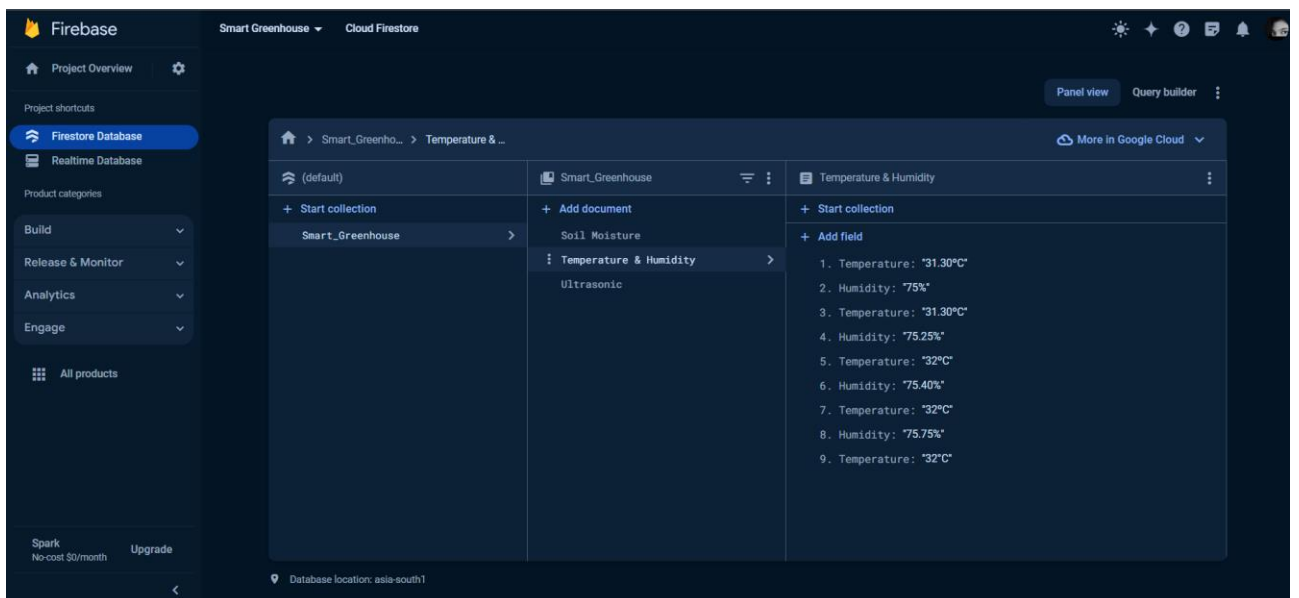 Firebase
Smart Greenhouse
Cloud Firestore
Project Overview
Project shortcuts
Firestore Database
Realtime Database
Product categories
Build
Release & Monitor
Analytics
Engage
All products
Spark
No-cost $0/month
Upgrade
Panel view
Query builder
Smart_Greenho... > Temperature & ...
More in Google Cloud
(default)
+ Start collection
Smart_Greenhouse
Smart_Greenhouse
+ Add document
Soil Moisture
Temperature & Humidity
Ultrasonic
Temperature & Humidity
+ Start collection
+ Add field
1. Temperature: "31.30ºC"
2. Humidity: "75%"
3. Temperature: "31.30ºC"
4. Humidity: "75.25%"
5. Temperature: "32ºC"
6. Humidity: "75.40%"
7. Temperature: "32ºC"
8. Humidity: "75.75%"
9. Temperature: "32°C"
Database location: asia-south1